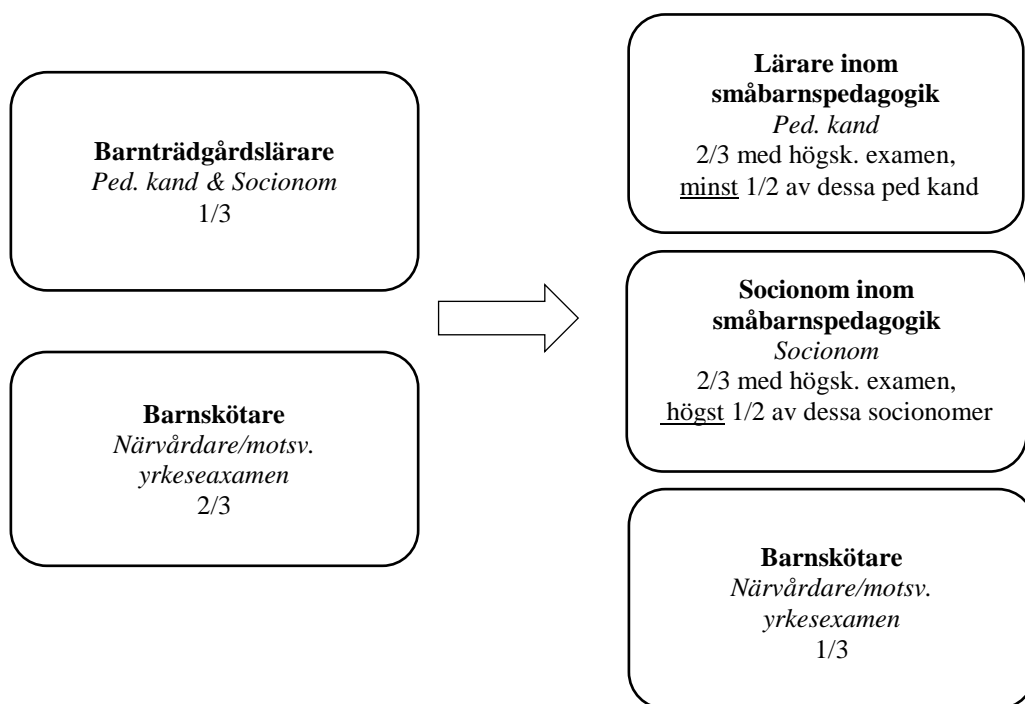 Barnträdgårdslärare
Ped. kand & Socionom
1/3
Barnskötare
Närvårdare/motsv.
yrkeseaxamen
2/3
Lärare inom
småbarnspedagogik
Ped. kand
2/3 med högsk. examen,
minst 1/2 av dessa ped kand
Socionom inom
småbarnspedagogik
Socionom
2/3 med högsk. examen,
högst 1/2 av dessa socionomer
Barnskötare
Närvårdare/motsv.
yrkesexamen
1/3